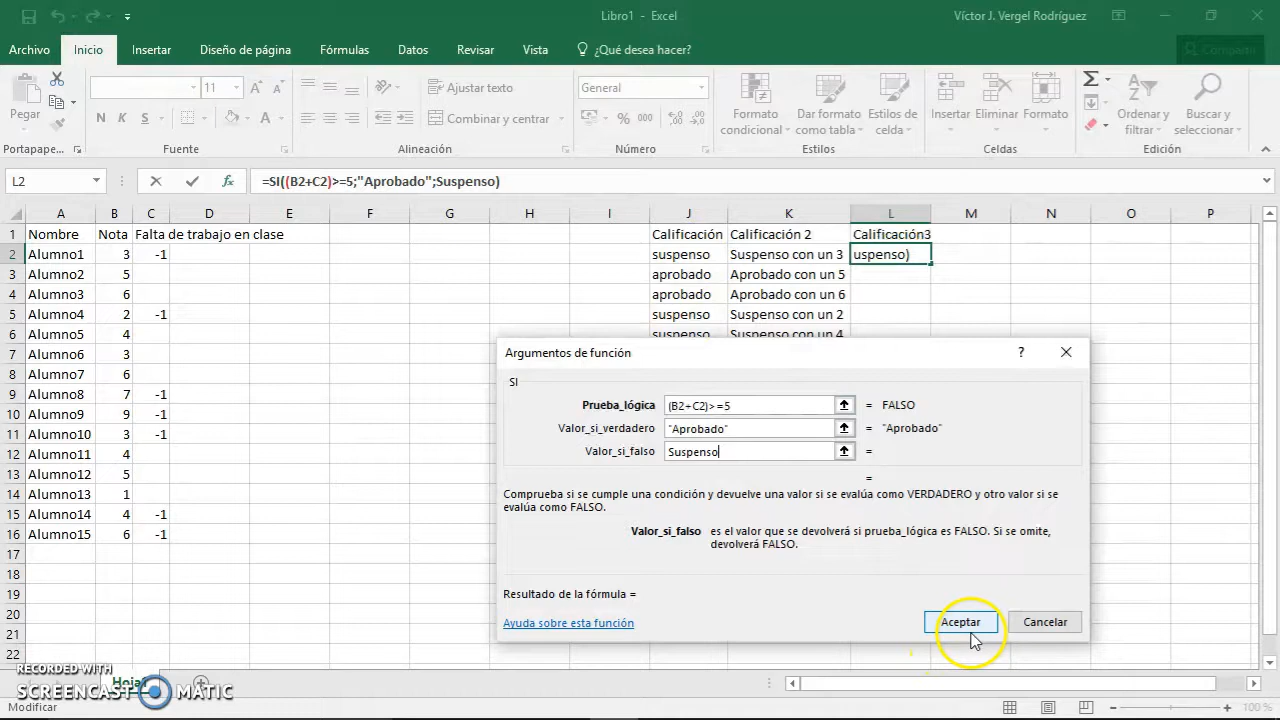 Libro1 - Excel
Víctor J. Vergel Rodríguez
Archivo Inicio Insertar Diseño de página Fórmulas Datos Revisar Vista ¿Qué desea hacer? Compartir
Pegar
11
N K S
Ajustar texto
Combinar y centrar
General
% 000
Formato condicional
Dar formato como tabla
Estilos de celda
Insertar Eliminar Formato
Ordenar y filtrar
Buscar y seleccionar
Portapape... Fuente Alineación Número Estilos Celdas Edición
L2
fx
=SI((B2+C2)>=5;"Aprobado";Suspenso)
A B C D E F G H I J K L M N O P
1 Nombre Nota Falta de trabajo en clase Calificación Calificación 2 Calificación3
2 Alumno1 3 -1 suspenso Suspenso con un 3 uspenso)
3 Alumno2 5 aprobado Aprobado con un 5
4 Alumno3 6 aprobado Aprobado con un 6
5 Alumno4 2 -1 suspenso Suspenso con un 2
6 Alumno5 4 suspenso Suspenso con un 4
7 Alumno6 3
8 Alumno7 6
9 Alumno8 7 -1
10 Alumno9 9 -1
11 Alumno10 3 -1
12 Alumno11 4
13 Alumno12 5
14 Alumno13 1
15 Alumno14 4 -1
16 Alumno15 6 -1
17
18
19
20
21
22
Argumentos de función
?
SI
Prueba_lógica (B2+C2)>=5 = FALSO
Valor_si_verdadero "Aprobado" = "Aprobado"
Valor_si_falso Suspenso =
=
Comprueba si se cumple una condición y devuelve una valor si se evalúa como VERDADERO y otro valor si se
evalúa como FALSO.
Valor_si_falso es el valor que se devolverá si prueba_lógica es FALSO. Si se omite,
devolverá FALSO.
Resultado de la fórmula =
Ayuda sobre esta función
Aceptar Cancelar
RECORDED WITH
SCREENCAST MATIC
Modificar
100 %